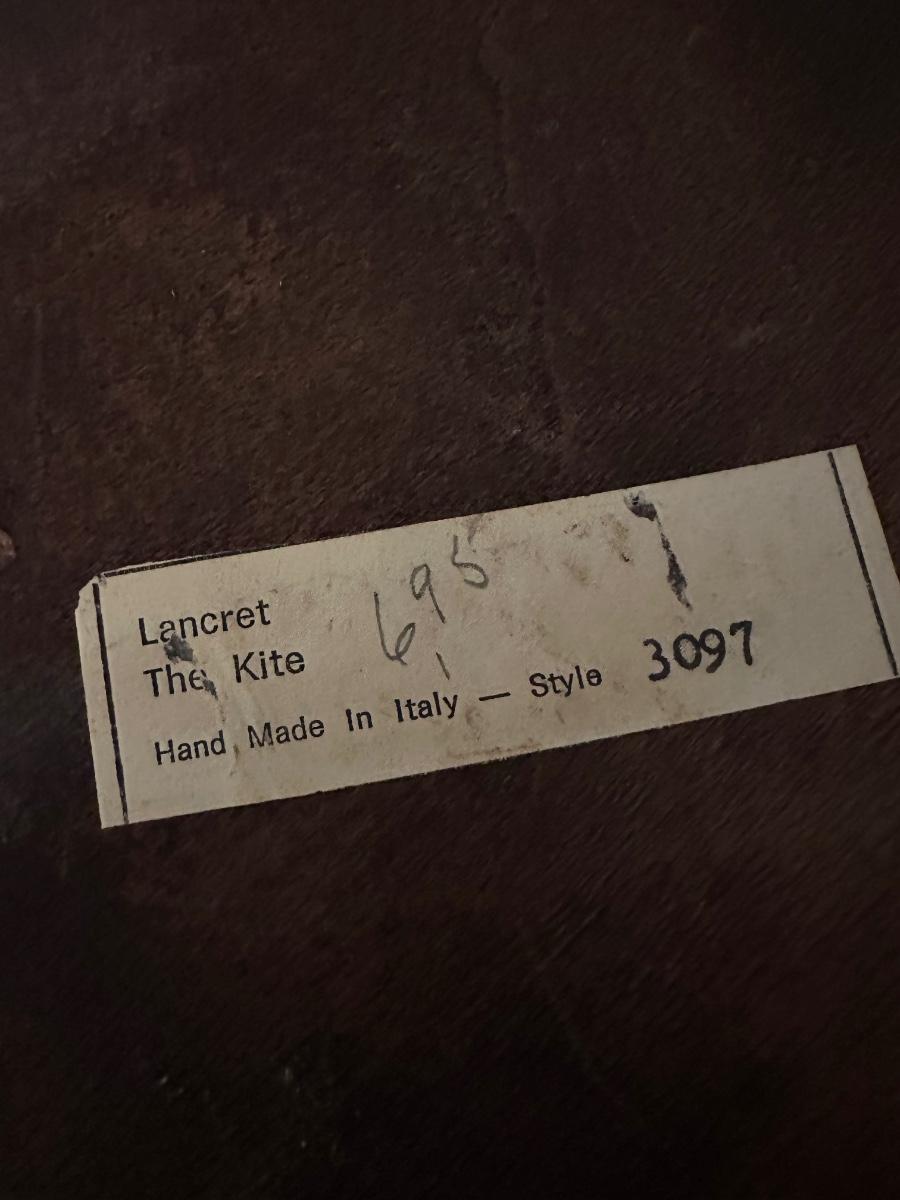 Lancret
The Kite
695
Hand Made In Italy — Style 3097